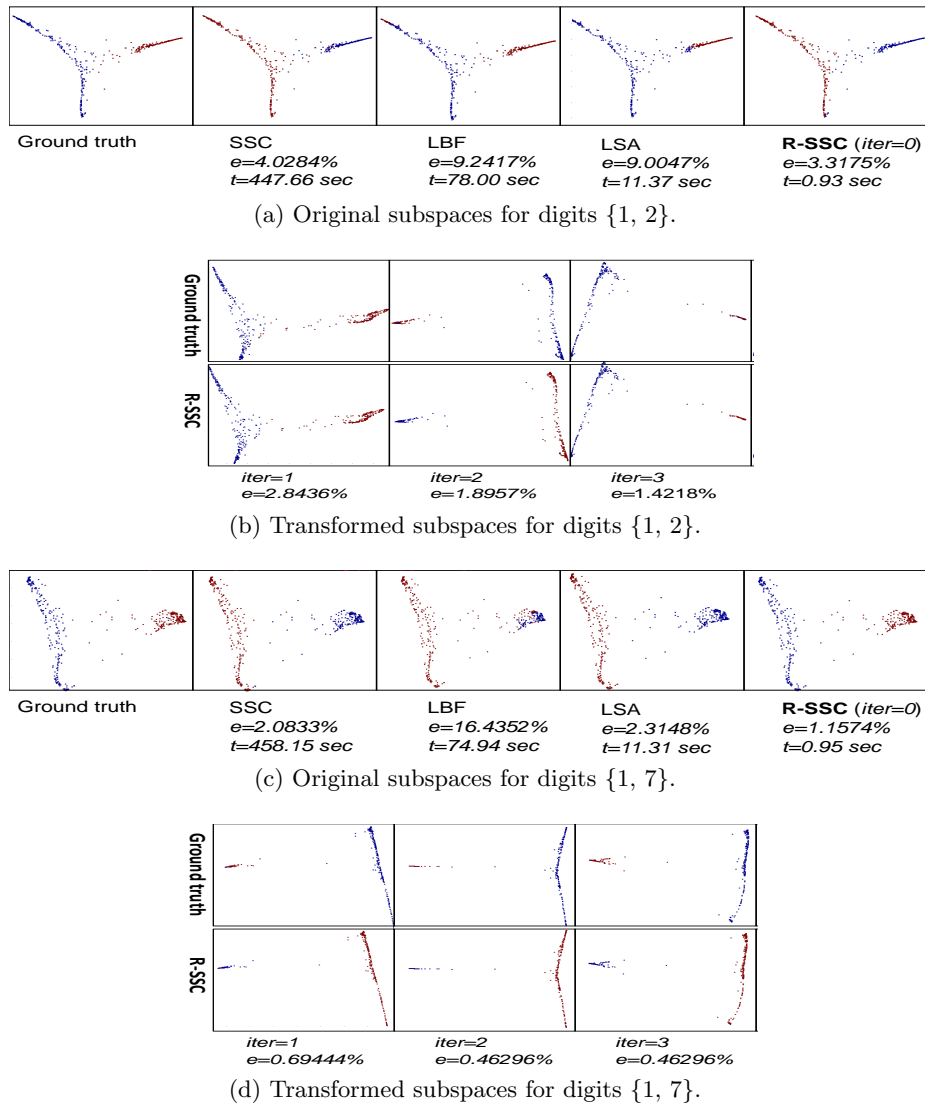 Ground truth
SSC
e=4.0284%
t=447.66 sec
LBF
e=9.2417%
t=78.00 sec
LSA
e=9.0047%
t=11.37 sec
R-SSC (iter=0)
e=3.3175%
t=0.93 sec
(a) Original subspaces for digits {1, 2}.
Ground truth
R-SSC
iter=1
e=2.8436%
iter=2
e=1.8957%
iter=3
e=1.4218%
(b) Transformed subspaces for digits {1, 2}.
Ground truth
SSC
e=2.0833%
t=458.15 sec
LBF
e=16.4352%
t=74.94 sec
LSA
e=2.3148%
t=11.31 sec
R-SSC (iter=0)
e=1.1574%
t=0.95 sec
(c) Original subspaces for digits {1, 7}.
Ground truth
R-SSC
iter=1
e=0.69444%
iter=2
e=0.46296%
iter=3
e=0.46296%
(d) Transformed subspaces for digits {1, 7}.